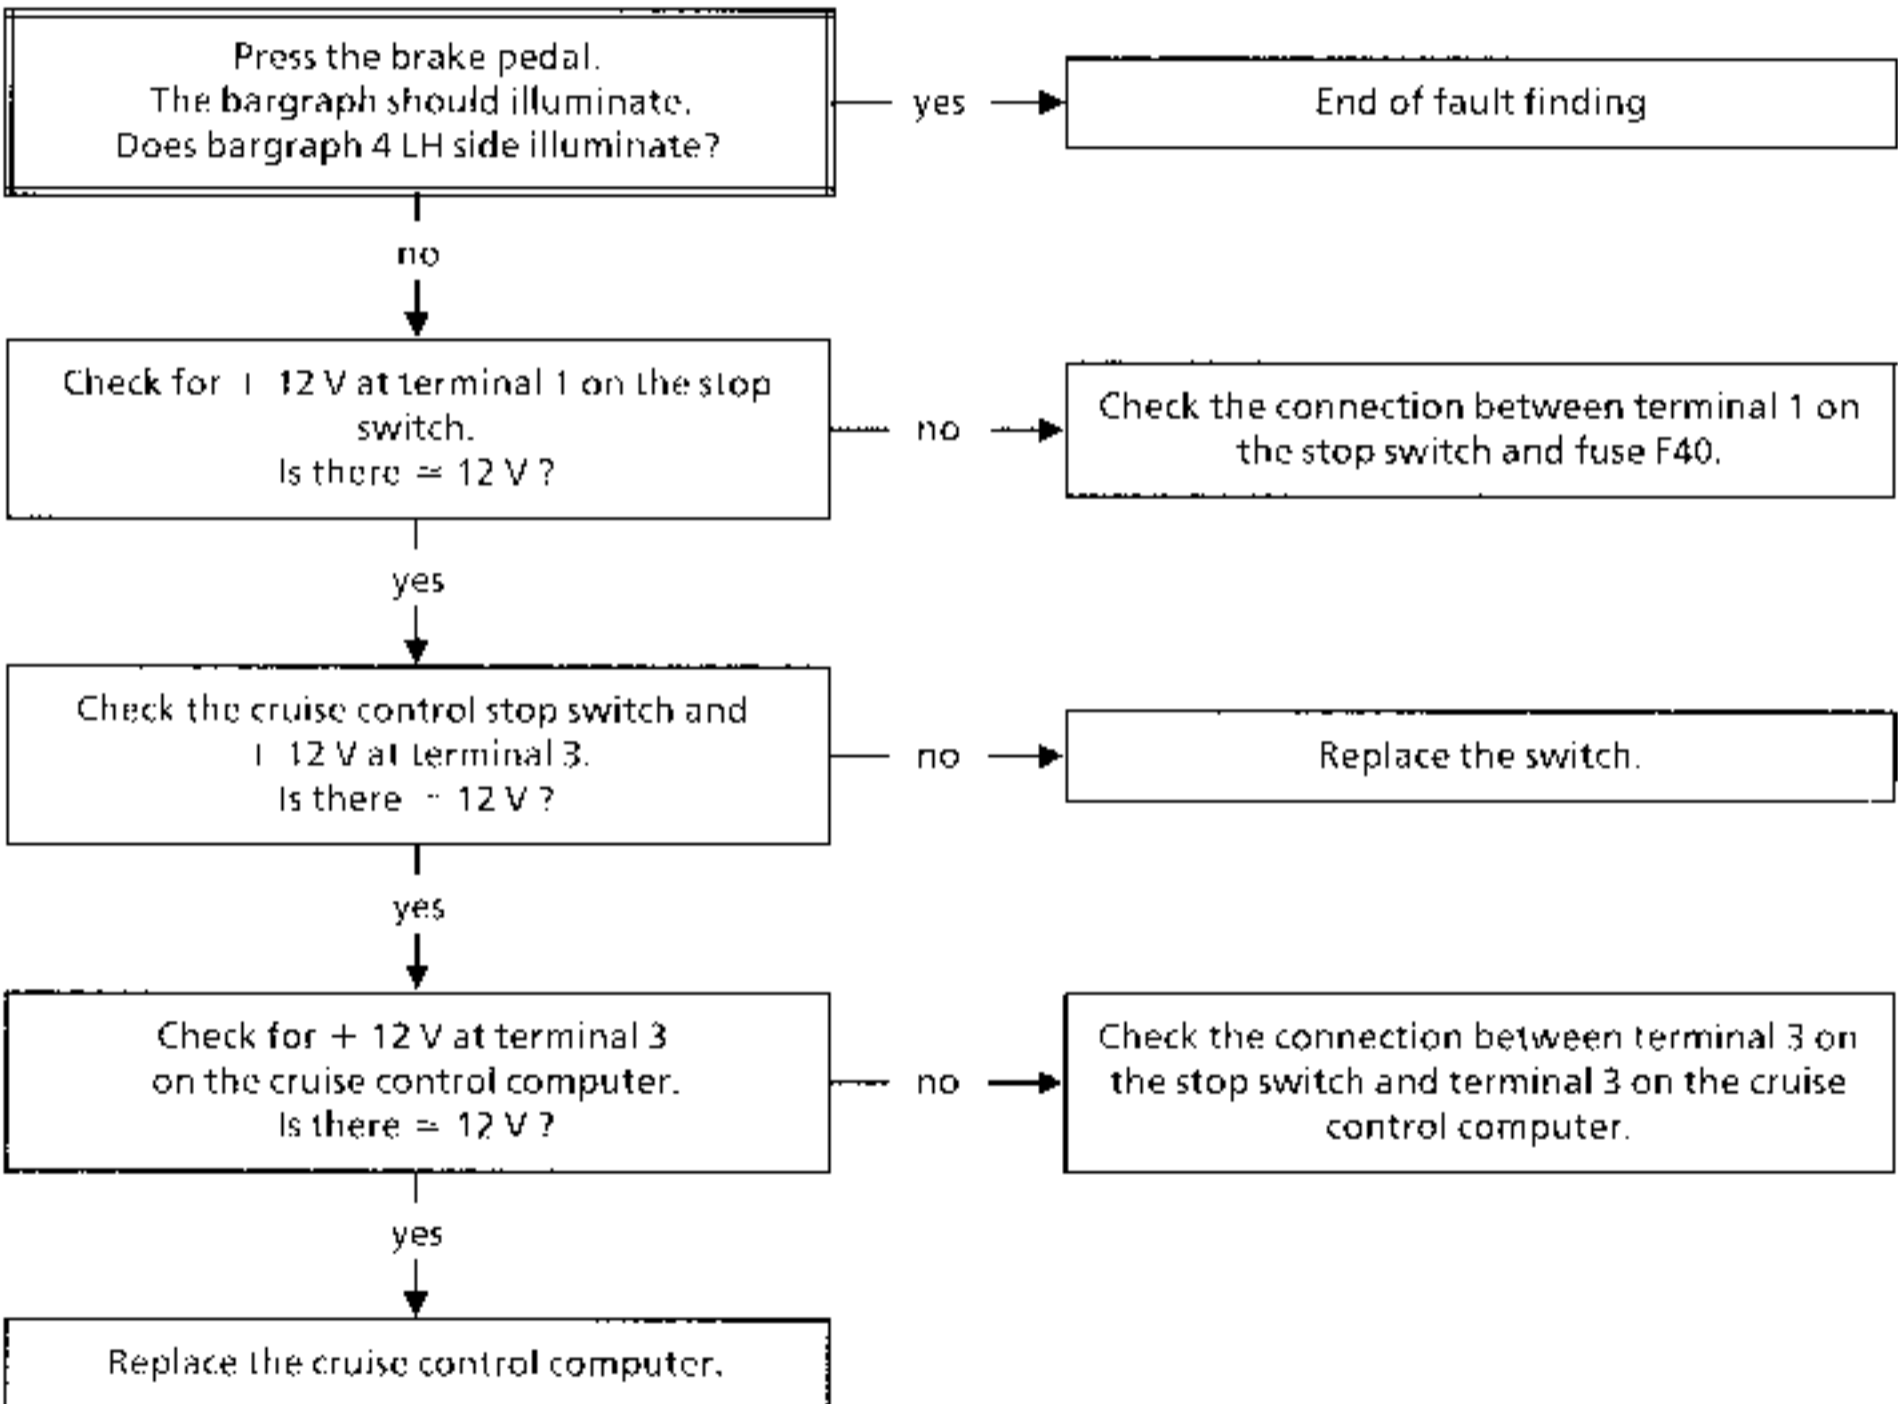 Press the brake pedal.
The bargraph should illuminate.
Does bargraph 4 LH side illuminate?
yes
End of fault finding
no
Check for + 12 V at terminal 1 on the stop
switch.
Is there ≃ 12 V ?
no
Check the connection between terminal 1 on
the stop switch and fuse F40.
yes
Check the cruise control stop switch and
+ 12 V at terminal 3.
Is there 12 V ?
no
Replace the switch.
yes
Check for + 12 V at terminal 3
on the cruise control computer.
Is there ≃ 12 V ?
no
Check the connection between terminal 3 on
the stop switch and terminal 3 on the cruise
control computer.
yes
Replace the cruise control computer.